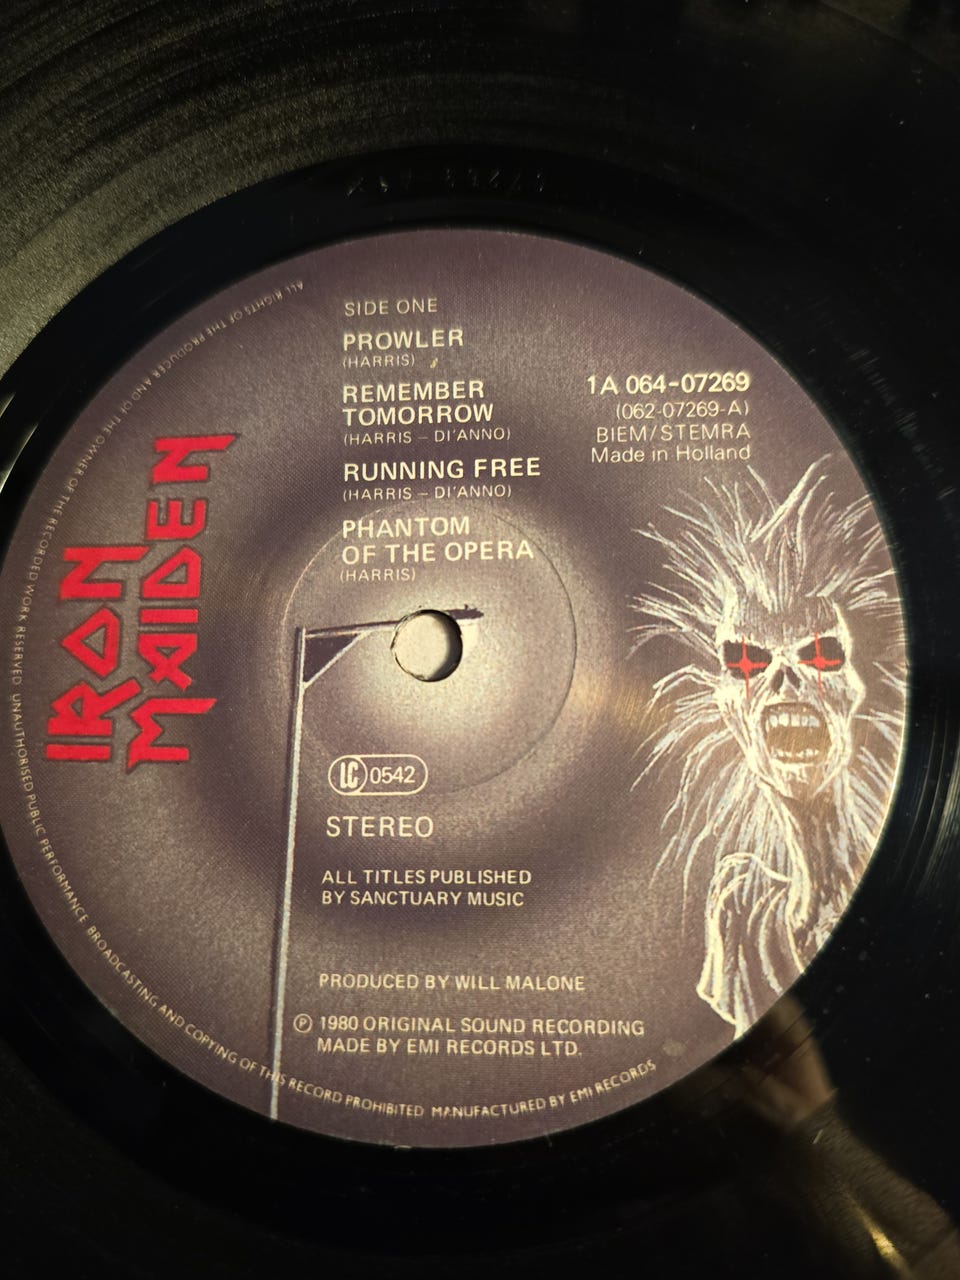 SIDE ONE
PROWLER
(HARRIS)
REMEMBER
TOMORROW
(HARRIS – DI'ANNO)
RUNNING FREE
(HARRIS – DI'ANNO)
PHANTOM
OF THE OPERA
(HARRIS)
1A 064-07269
(062-07269-A)
BIEM/STEMRA
Made in Holland
IRON
MAIDEN
LC 0542
STEREO
ALL TITLES PUBLISHED
BY SANCTUARY MUSIC
PRODUCED BY WILL MALONE
Ⓟ 1980 ORIGINAL SOUND RECORDING
MADE BY EMI RECORDS LTD.
ALL RIGHTS OF THE PRODUCER AND OF THE OWNER OF THE RECORDED WORK RESERVED UNAUTHORISED PUBLIC PERFORMANCE BROADCASTING AND COPYING OF THIS RECORD PROHIBITED MANUFACTURED BY EMI RECORDS